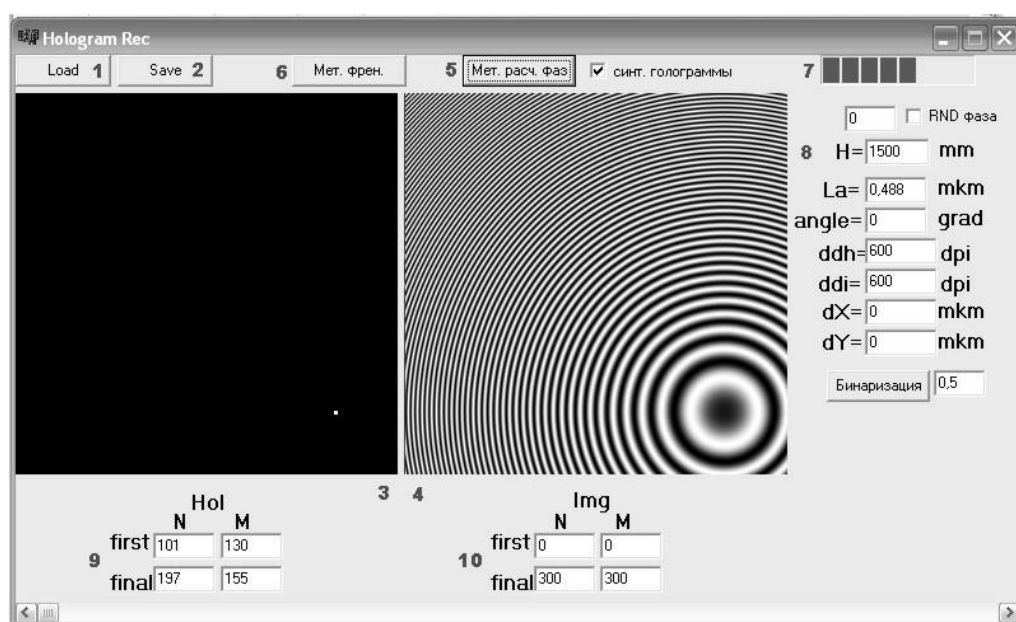 Hologram Rec
Load 1 Save 2 6 Мет. френ. 5 Мет. расч. фаз синт. голограммы 7
0 RND фаза
8 H= 1500 mm
La= 0,488 mkm
angle= 0 grad
ddh= 600 dpi
ddi= 600 dpi
dX= 0 mkm
dY= 0 mkm
Бинаризация 0,5
3 4
Hol
N M
first 101 130
9
final 197 155
Img
N M
first 0 0
10
final 300 300